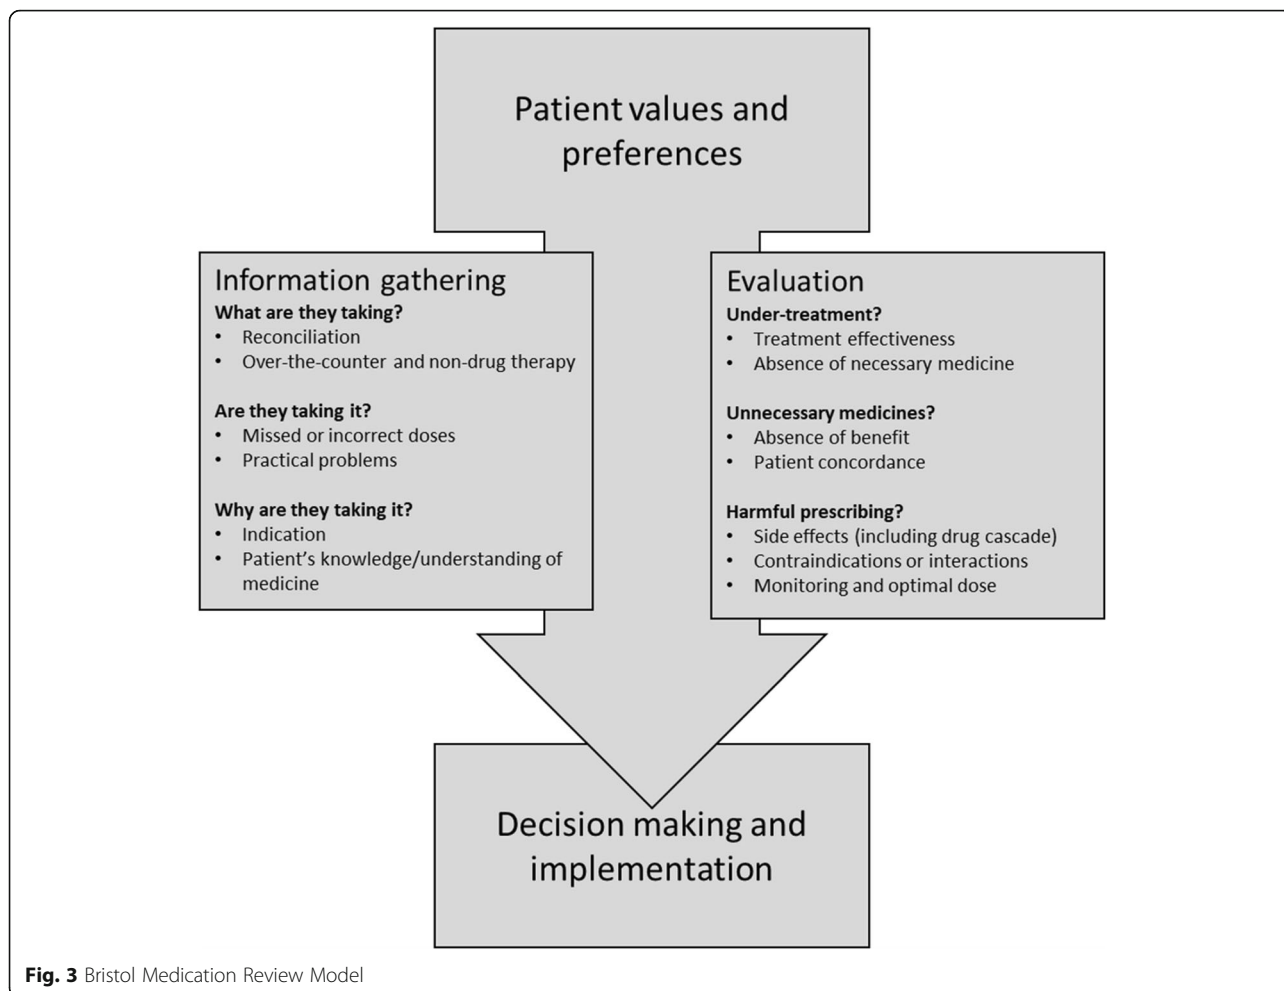 Patient values and
preferences
Information gathering
What are they taking?
• Reconciliation
• Over-the-counter and non-drug therapy
Are they taking it?
• Missed or incorrect doses
• Practical problems
Why are they taking it?
• Indication
• Patient's knowledge/understanding of
medicine
Evaluation
Under-treatment?
• Treatment effectiveness
• Absence of necessary medicine
Unnecessary medicines?
• Absence of benefit
• Patient concordance
Harmful prescribing?
• Side effects (including drug cascade)
• Contraindications or interactions
• Monitoring and optimal dose
Decision making and
implementation
Fig. 3 Bristol Medication Review Model